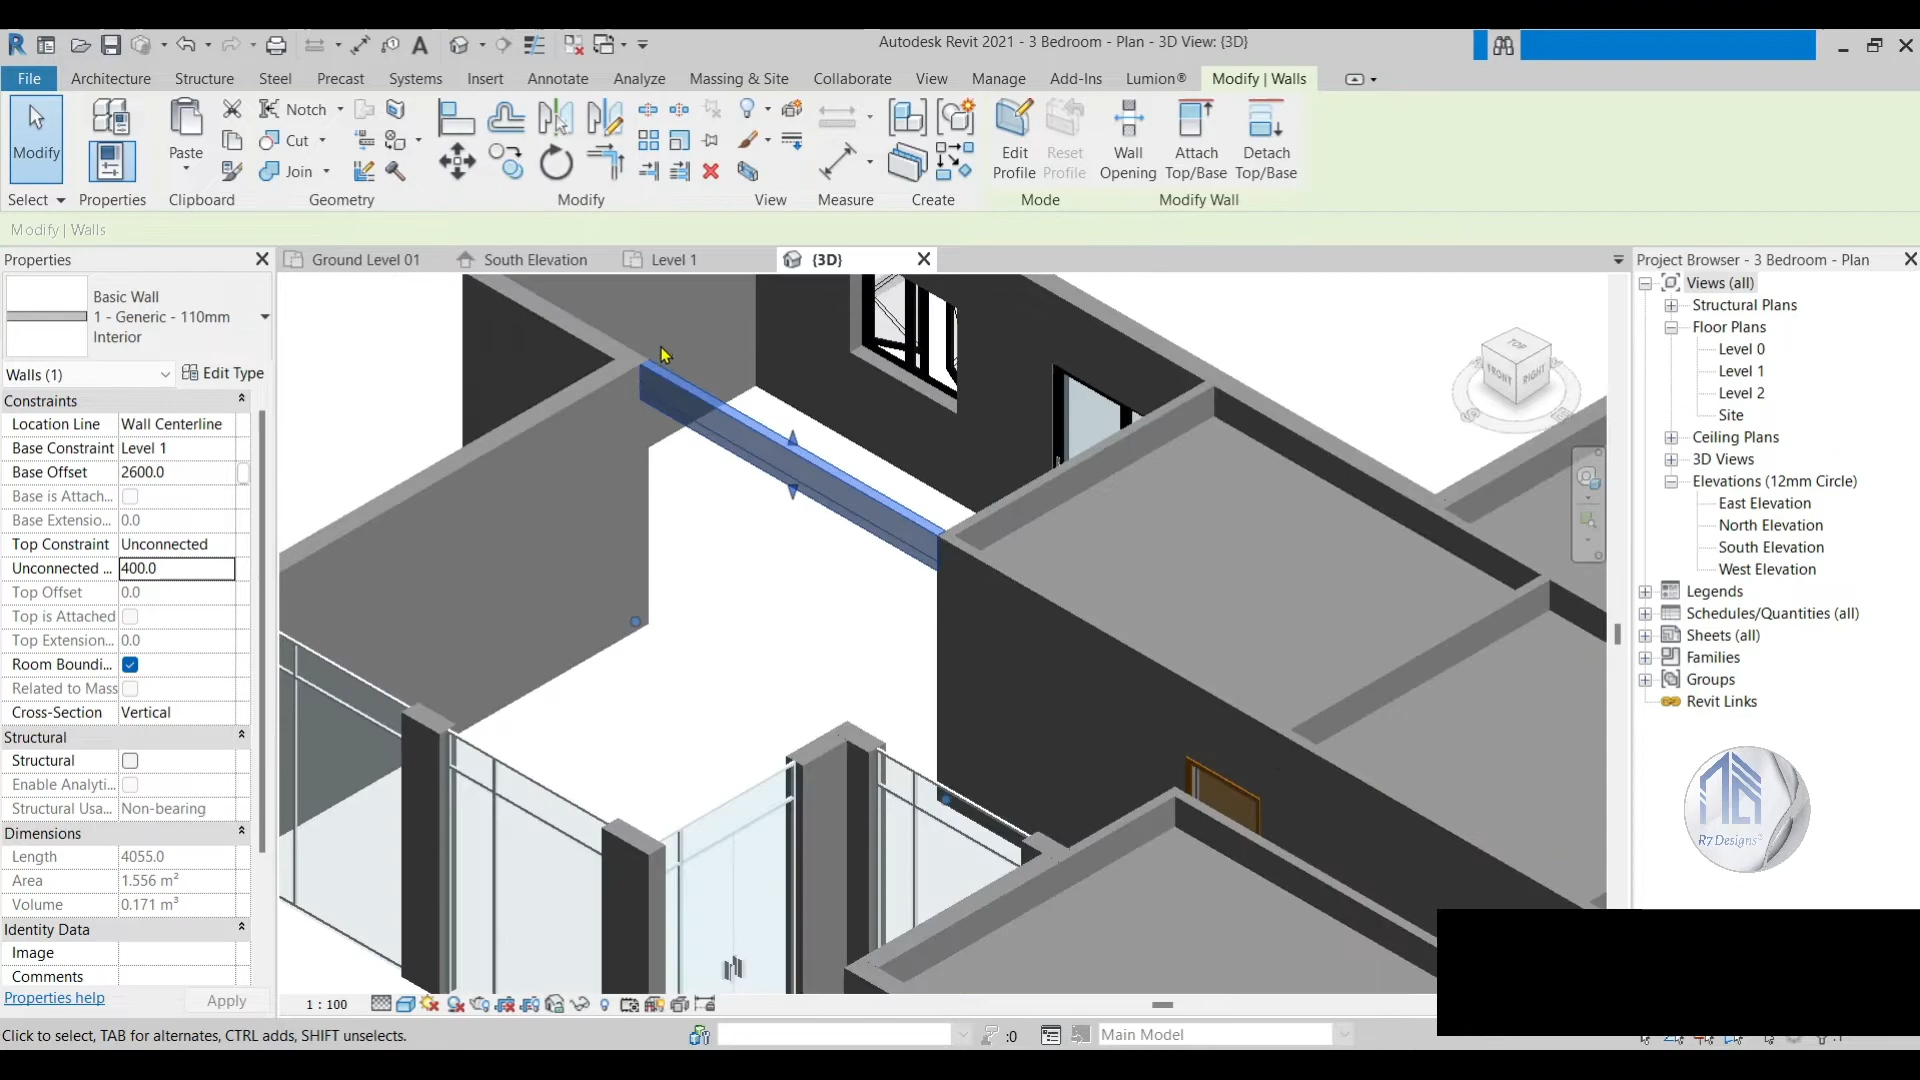 Autodesk Revit 2021 - 3 Bedroom - Plan - 3D View: {3D}
File Architecture Structure Steel Precast Systems Insert Annotate Analyze Massing & Site Collaborate View Manage Add-Ins Lumion® Modify | Walls
Modify
Paste
Notch
Cut
Join
Edit Profile
Reset Profile
Wall Opening
Attach Top/Base
Detach Top/Base
Select Properties Clipboard Geometry Modify View Measure Create Mode Modify Wall
Modify | Walls
Properties
Ground Level 01 South Elevation Level 1 {3D}
Project Browser - 3 Bedroom - Plan
Basic Wall
1 - Generic - 110mm
Interior
Walls (1) Edit Type
Constraints
Location Line Wall Centerline
Base Constraint Level 1
Base Offset 2600.0
Base is Attach...
Base Extensio... 0.0
Top Constraint Unconnected
Unconnected ... 400.0
Top Offset 0.0
Top is Attached
Top Extension... 0.0
Room Boundi...
Related to Mass
Cross-Section Vertical
Structural
Structural
Enable Analyti...
Structural Usa... Non-bearing
Dimensions
Length 4055.0
Area 1.556 m²
Volume 0.171 m³
Identity Data
Image
Comments
Properties help Apply
TOP
FRONT
RIGHT
Views (all)
Structural Plans
Floor Plans
Level 0
Level 1
Level 2
Site
Ceiling Plans
3D Views
Elevations (12mm Circle)
East Elevation
North Elevation
South Elevation
West Elevation
Legends
Schedules/Quantities (all)
Sheets (all)
Families
Groups
Revit Links
R7 Designs
1 : 100
Click to select, TAB for alternates, CTRL adds, SHIFT unselects.
:0
Main Model